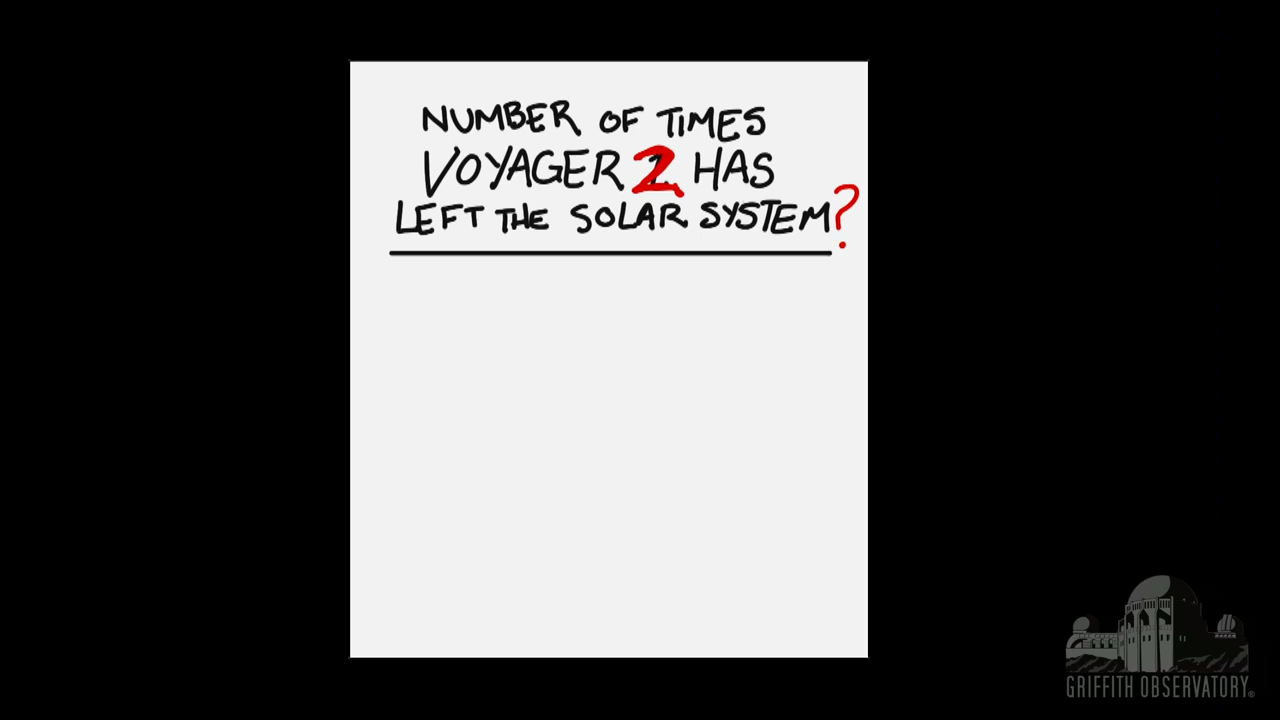 NUMBER OF TIMES
VOYAGER 2 HAS
LEFT THE SOLAR SYSTEM?
GRIFFITH OBSERVATORY®